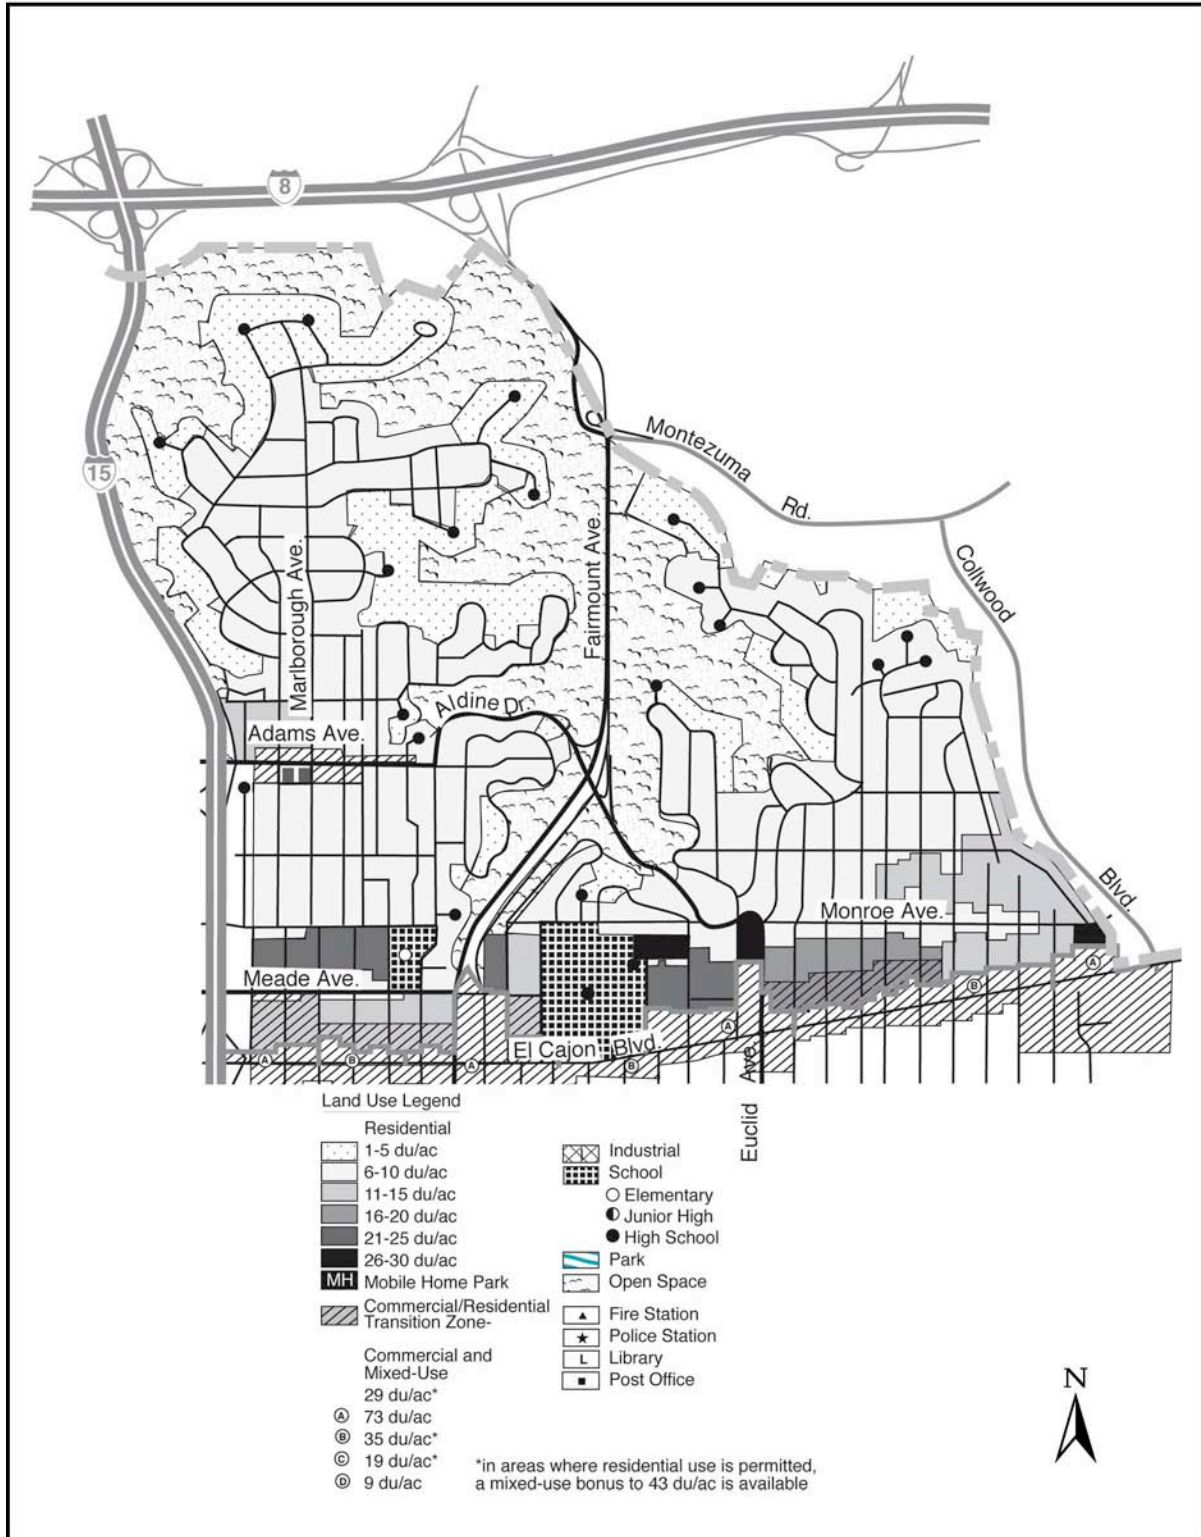 8
15
Montezuma
Rd.
Collwood
Blvd.
Fairmount Ave.
Marlborough Ave.
Aldine Dr.
Adams Ave.
Monroe Ave.
Meade Ave.
A
B
A
El Cajon Blvd.
B
A
B
A
Euclid Ave.
Land Use Legend
Residential
1-5 du/ac
6-10 du/ac
11-15 du/ac
16-20 du/ac
21-25 du/ac
26-30 du/ac
MH Mobile Home Park
Commercial/Residential
Transition Zone-
Commercial and
Mixed-Use
29 du/ac*
A 73 du/ac
B 35 du/ac*
C 19 du/ac*
D 9 du/ac
Industrial
School
Elementary
Junior High
High School
Park
Open Space
Fire Station
Police Station
L Library
Post Office
*in areas where residential use is permitted,
a mixed-use bonus to 43 du/ac is available
N